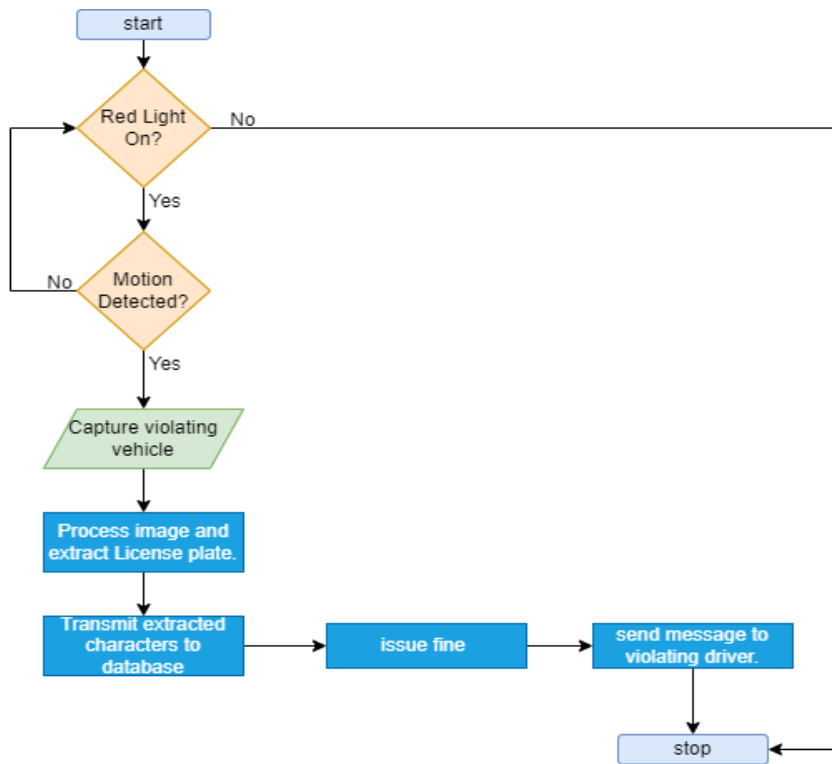 start
Red Light
On?
No
Yes
Motion
Detected?
No
Yes
Capture violating
vehicle
Process image and
extract License plate.
Transmit extracted
characters to
database
issue fine
send message to
violating driver.
stop